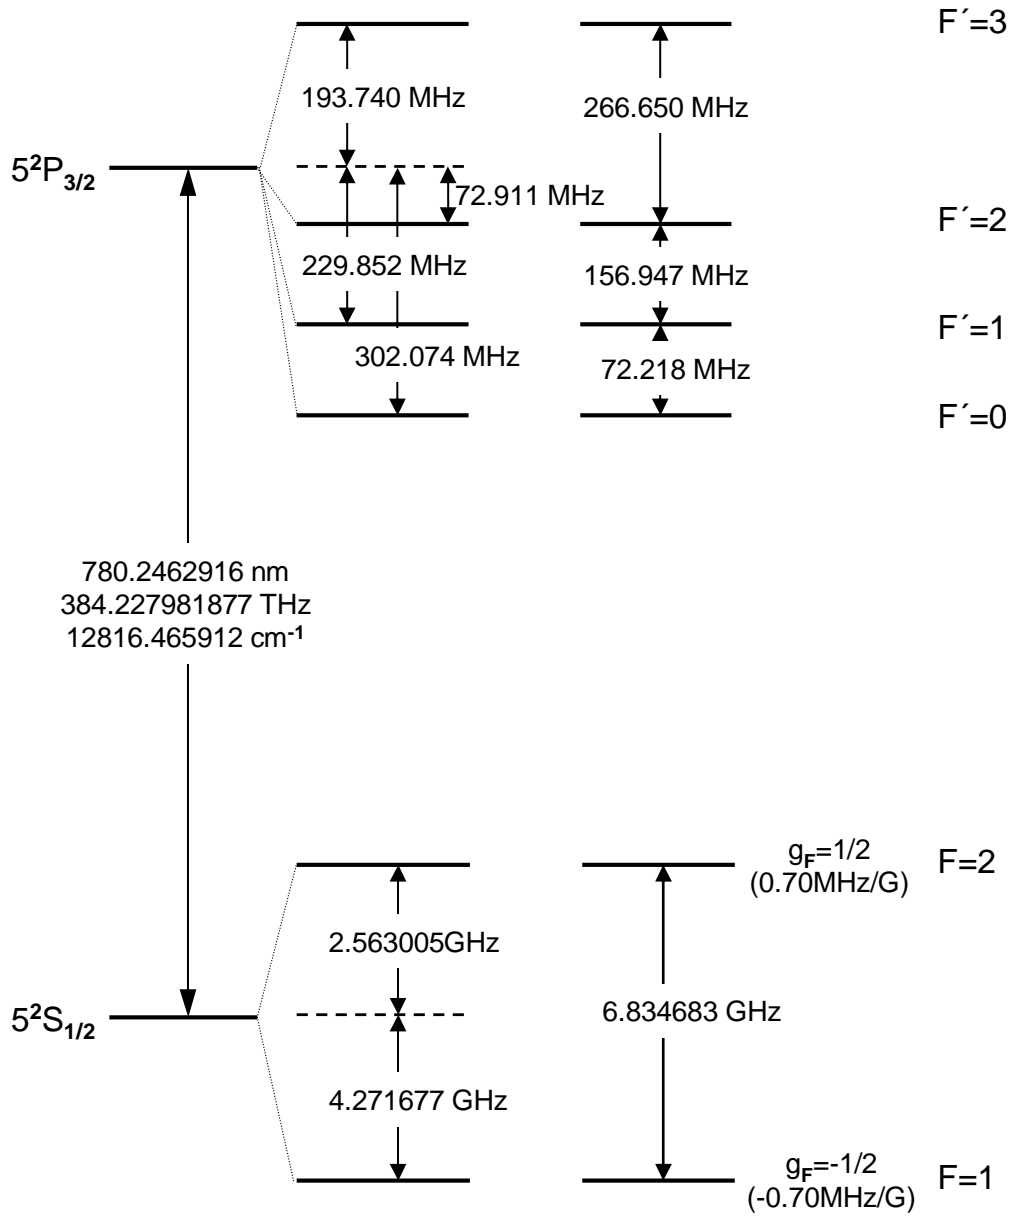 F´=3
193.740 MHz
266.650 MHz
5²P₃/₂
72.911 MHz
F´=2
229.852 MHz
156.947 MHz
F´=1
302.074 MHz
72.218 MHz
F´=0
780.2462916 nm
384.227981877 THz
12816.465912 cm⁻¹
g_F=1/2
(0.70MHz/G)
F=2
2.563005GHz
5²S₁/₂
6.834683 GHz
4.271677 GHz
g_F=-1/2
(-0.70MHz/G)
F=1